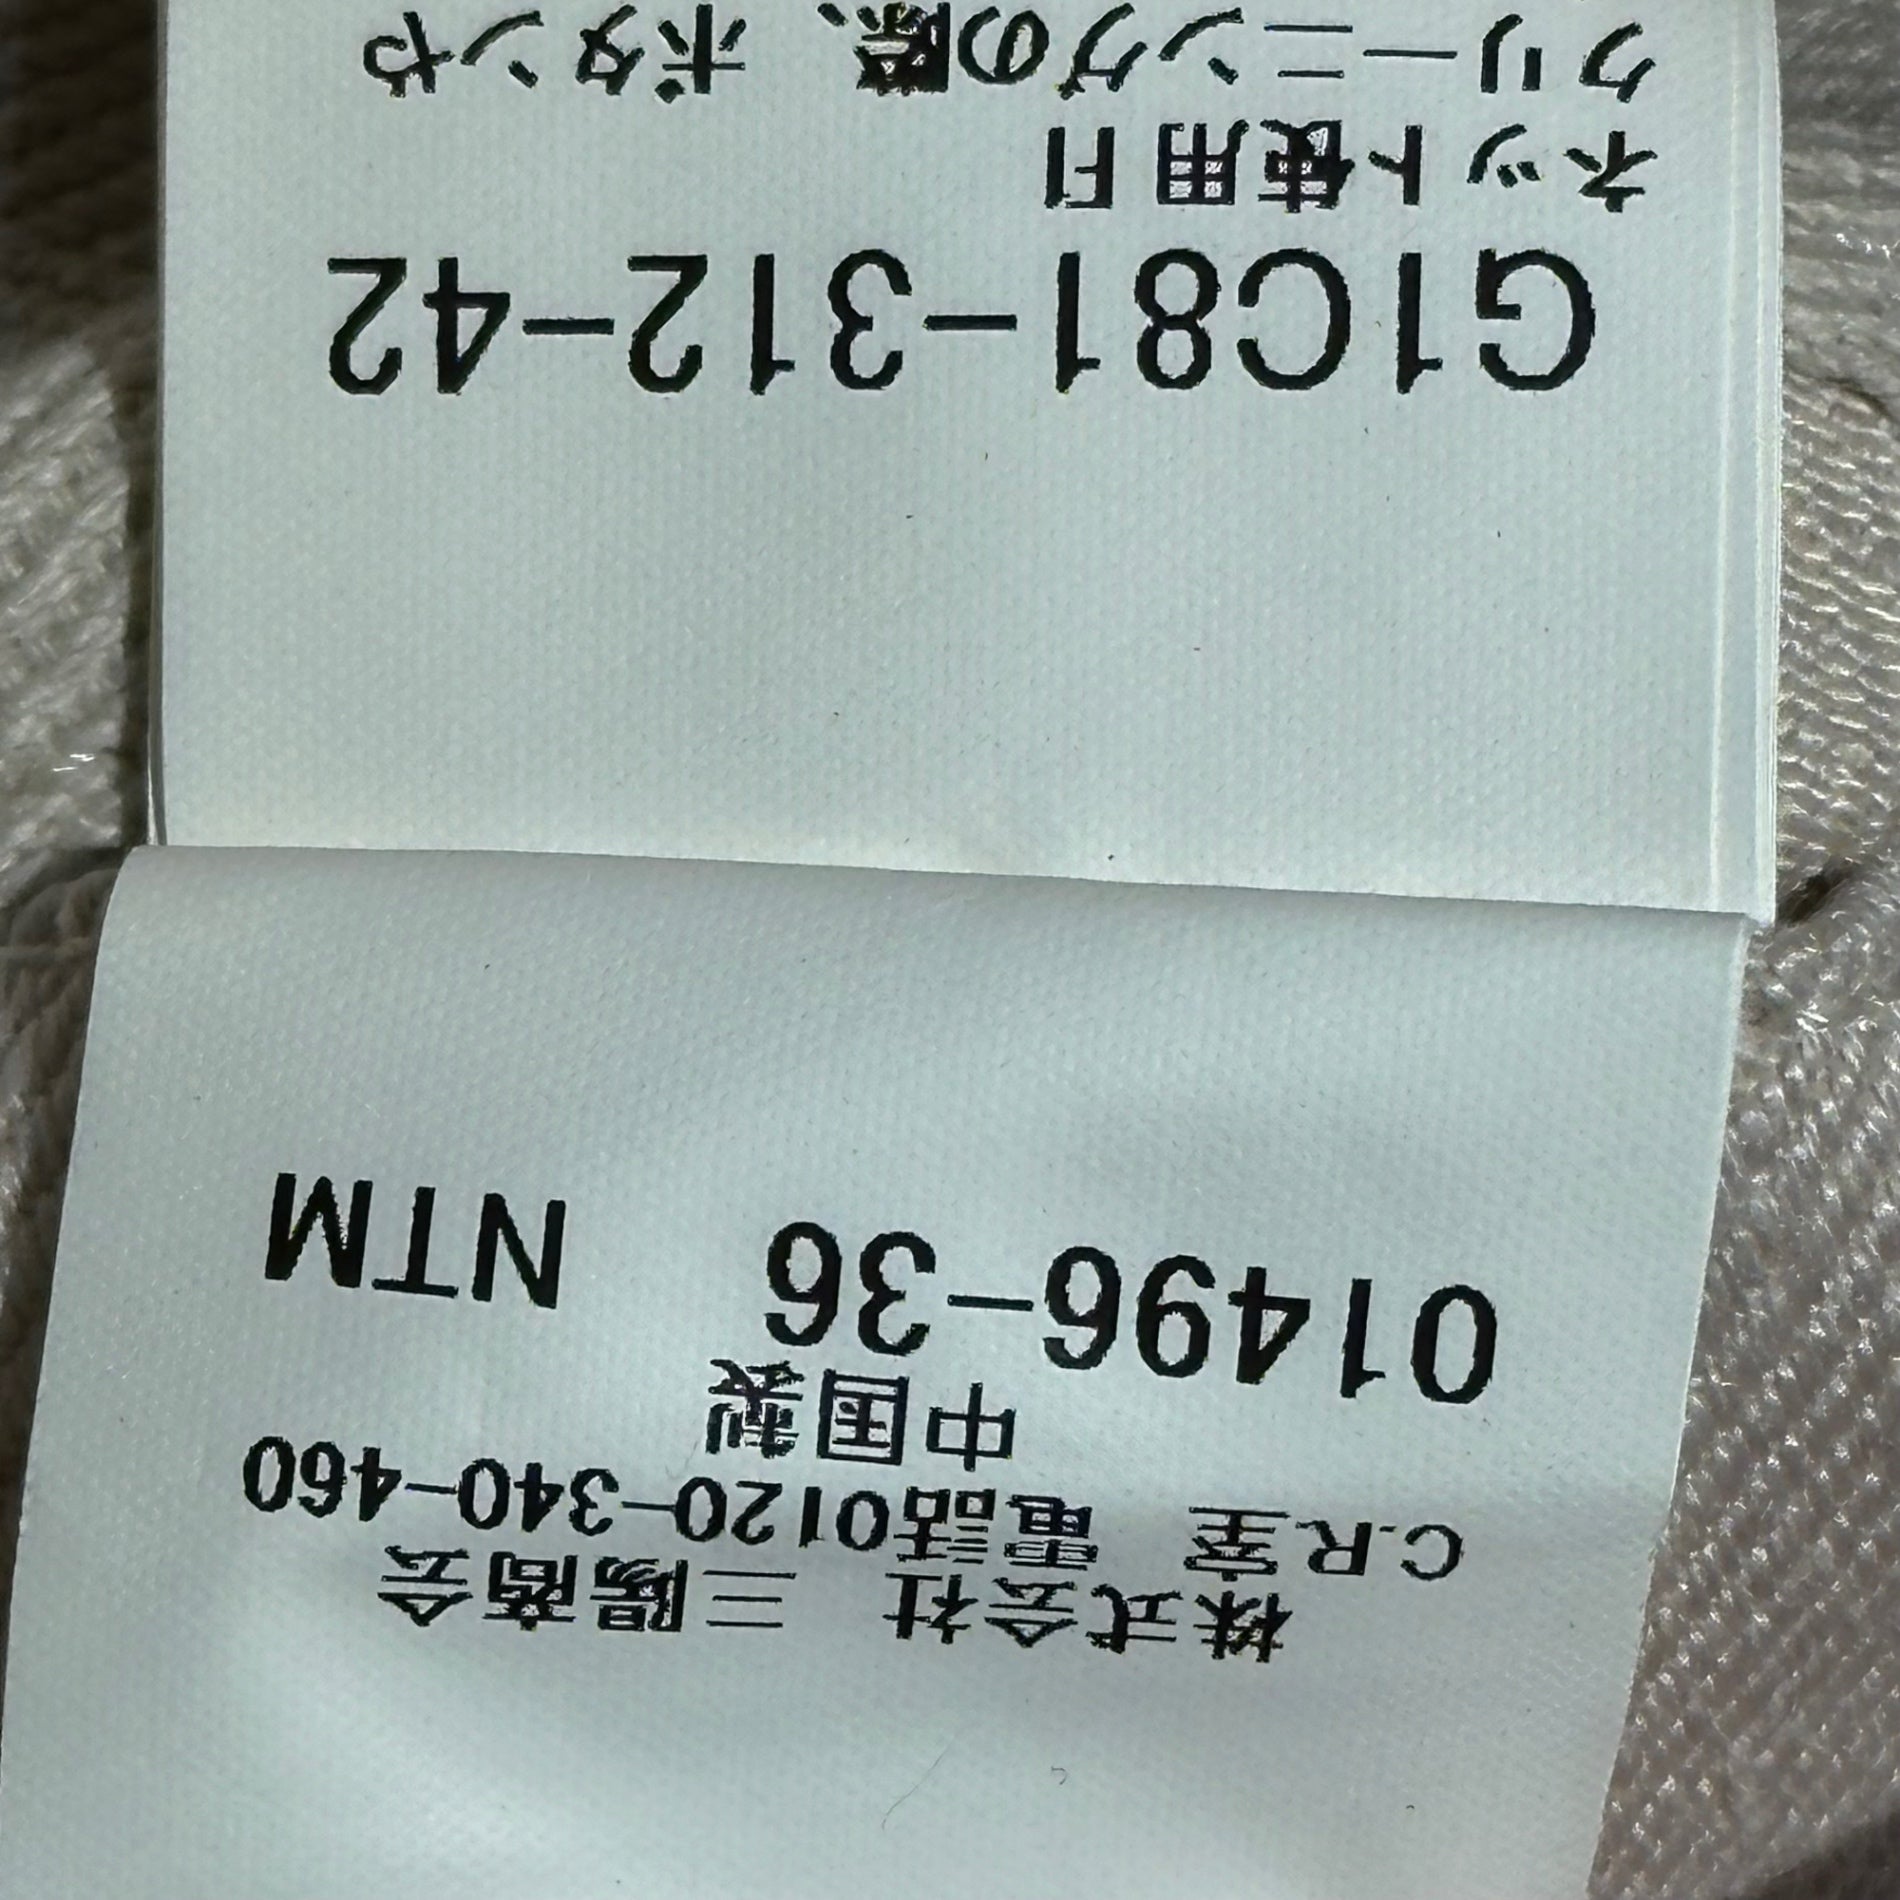 株式会社 三陽商会
C.R.室 電話0120-340-460
中国製
01496-36 NTM
G1C81-312-42
ネット使用
クリーニングの際、ボタンや